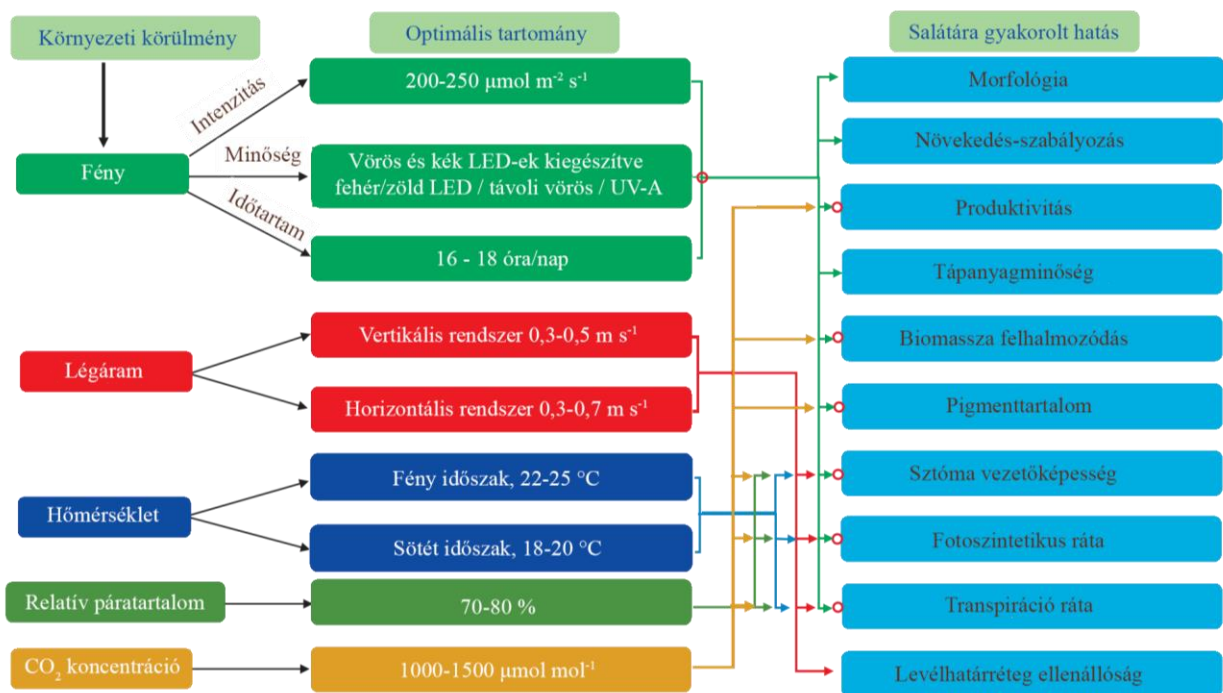 Környezeti körülmény
Optimális tartomány
Salátára gyakorolt hatás
Fény
Intenzitás
200-250 μmol m⁻² s⁻¹
Minőség
Vörös és kék LED-ek kiegészítve
fehér/zöld LED / távoli vörös / UV-A
Időtartam
16 - 18 óra/nap
Légáram
Vertikális rendszer 0,3-0,5 m s⁻¹
Horizontális rendszer 0,3-0,7 m s⁻¹
Hőmérséklet
Fény időszak, 22-25 °C
Sötét időszak, 18-20 °C
Relatív páratartalom
70-80 %
CO₂ koncentráció
1000-1500 μmol mol⁻¹
Morfológia
Növekedés-szabályozás
Produktivitás
Tápanyagminőség
Biomassza felhalmozódás
Pigmenttartalom
Sztóma vezetőképesség
Fotoszintetikus ráta
Transpiráció ráta
Levélhatárréteg ellenállóság